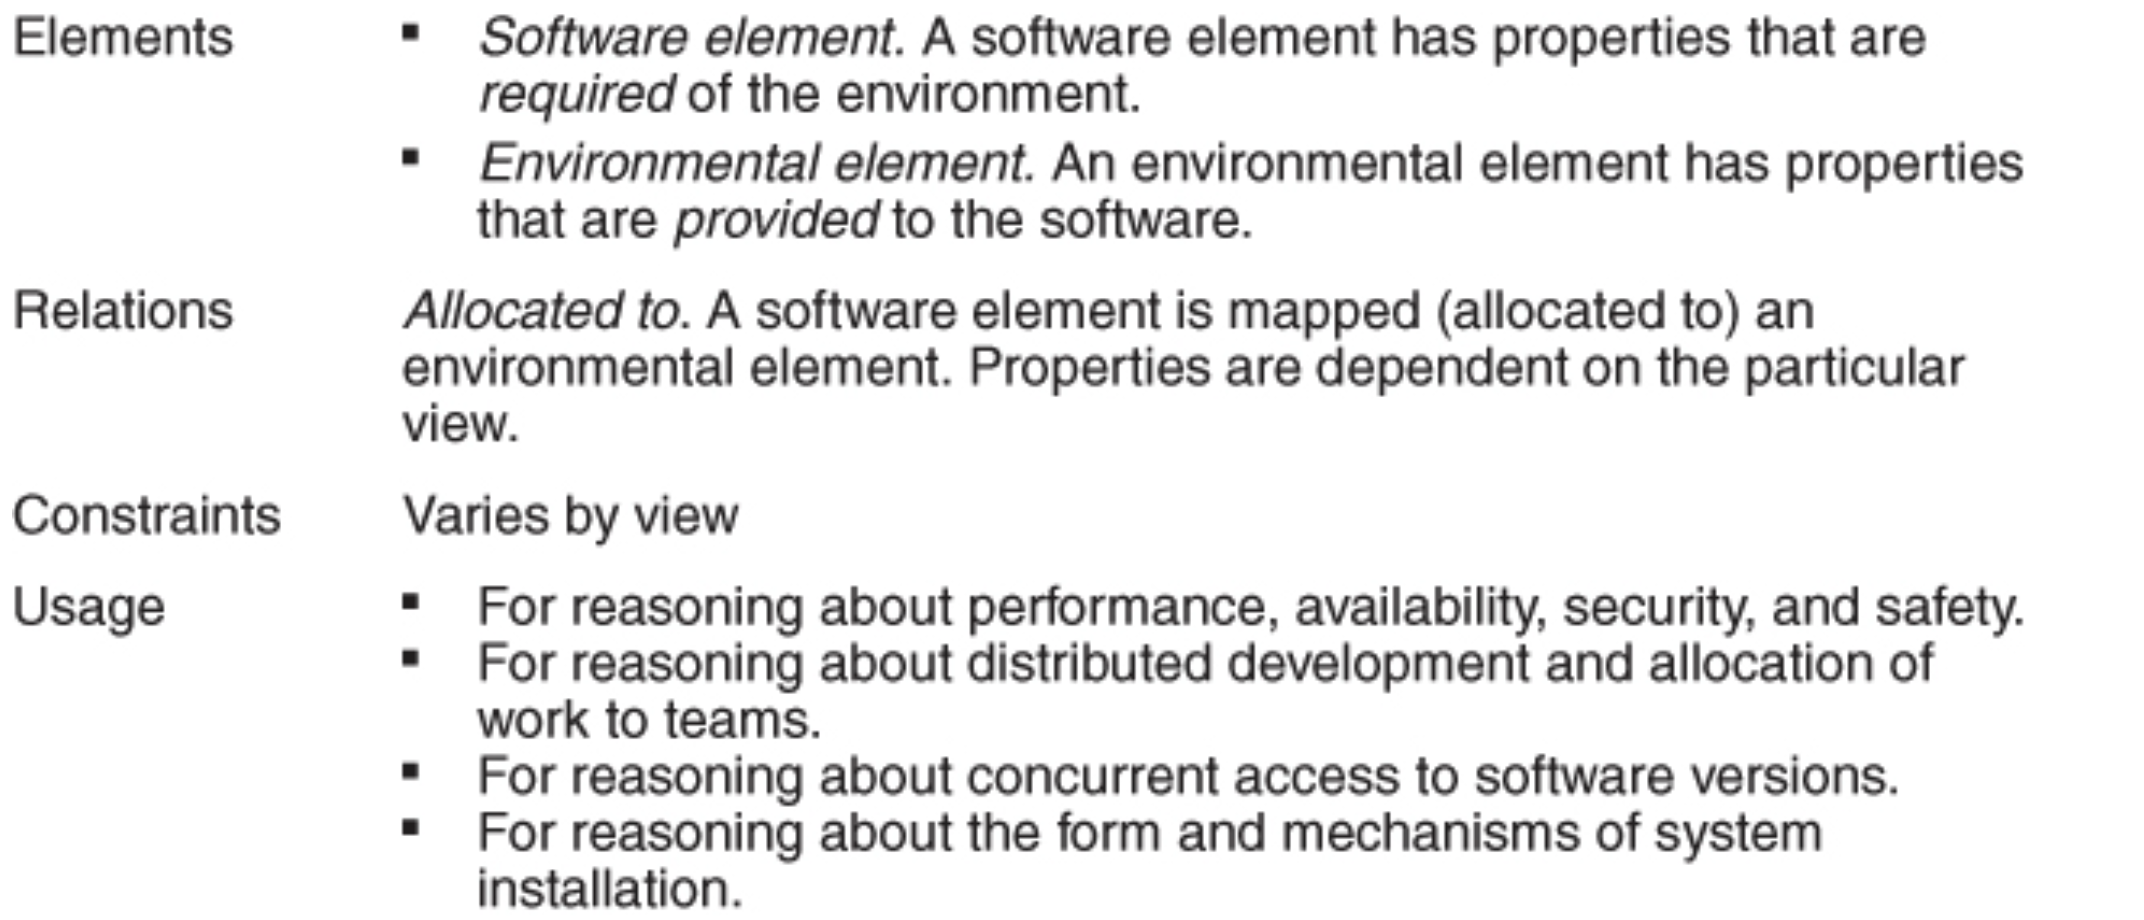 Elements
▪ Software element. A software element has properties that are
required of the environment.
▪ Environmental element. An environmental element has properties
that are provided to the software.
Relations
Allocated to. A software element is mapped (allocated to) an
environmental element. Properties are dependent on the particular
view.
Constraints
Varies by view
Usage
▪ For reasoning about performance, availability, security, and safety.
▪ For reasoning about distributed development and allocation of
work to teams.
▪ For reasoning about concurrent access to software versions.
▪ For reasoning about the form and mechanisms of system
installation.